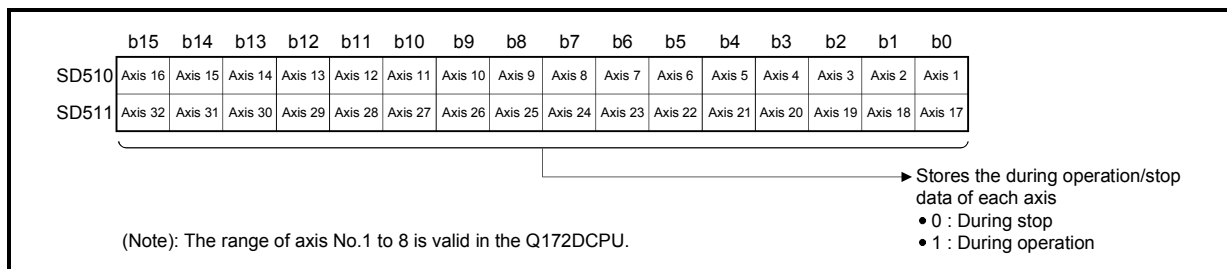 b15 b14 b13 b12 b11 b10 b9 b8 b7 b6 b5 b4 b3 b2 b1 b0
SD510 Axis 16 Axis 15 Axis 14 Axis 13 Axis 12 Axis 11 Axis 10 Axis 9 Axis 8 Axis 7 Axis 6 Axis 5 Axis 4 Axis 3 Axis 2 Axis 1
SD511 Axis 32 Axis 31 Axis 30 Axis 29 Axis 28 Axis 27 Axis 26 Axis 25 Axis 24 Axis 23 Axis 22 Axis 21 Axis 20 Axis 19 Axis 18 Axis 17
Stores the during operation/stop
data of each axis
• 0 : During stop
• 1 : During operation
(Note): The range of axis No.1 to 8 is valid in the Q172DCPU.